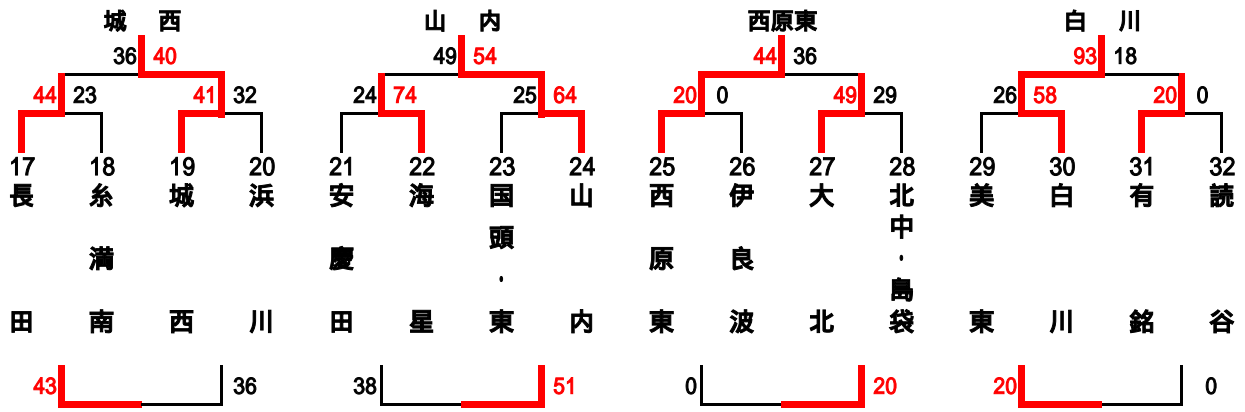 城西 山内 西原東 白川
36 40 49 54 44 36 93 18
44 23 41 32 24 74 25 64 20 0 49 29 26 58 20 0
17 18 19 20 21 22 23 24 25 26 27 28 29 30 31 32
長田
糸満南
城西
浜川
安慶田
海星
国頭・東
山内
西原東
伊良波
大北
北中・島袋
美東
白川
有銘
読谷
43 36 38 51 0 20 20 0